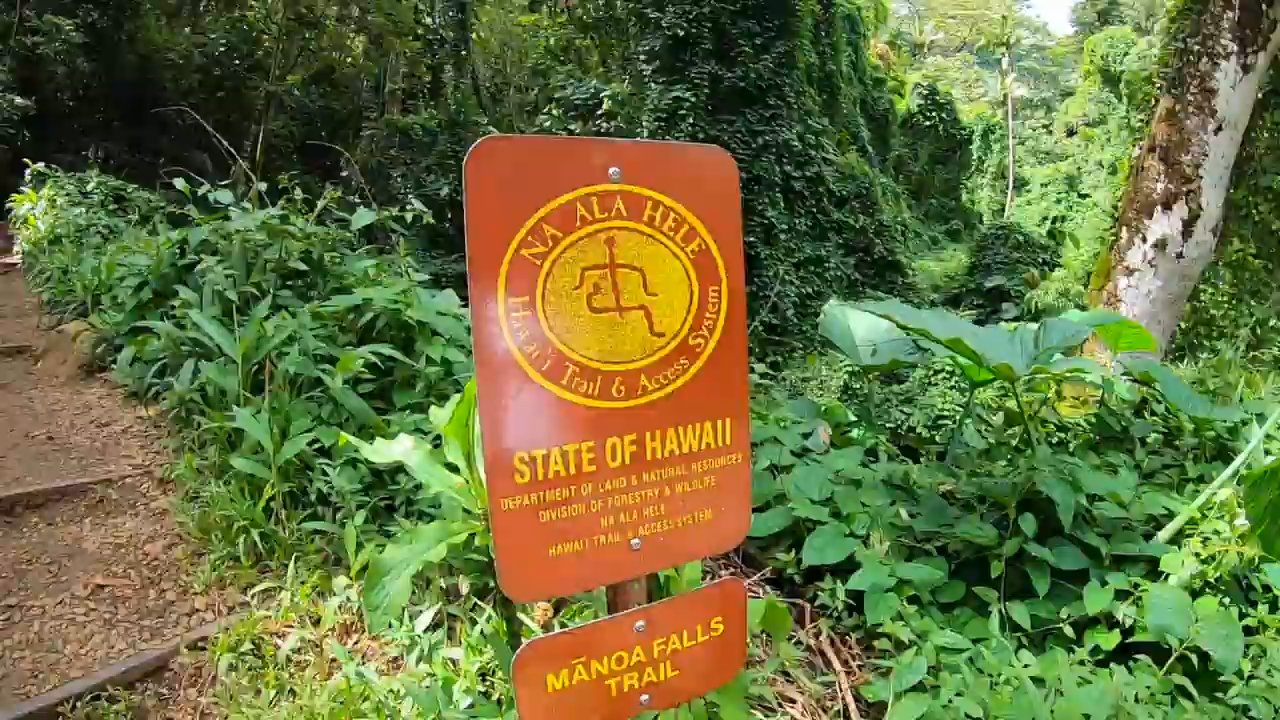 NA ALA HELE
Hawai'i Trail & Access System
STATE OF HAWAII
DEPARTMENT OF LAND & NATURAL RESOURCES
DIVISION OF FORESTRY & WILDLIFE
NA ALA HELE
HAWAII TRAIL & ACCESS SYSTEM
MĀNOA FALLS
TRAIL